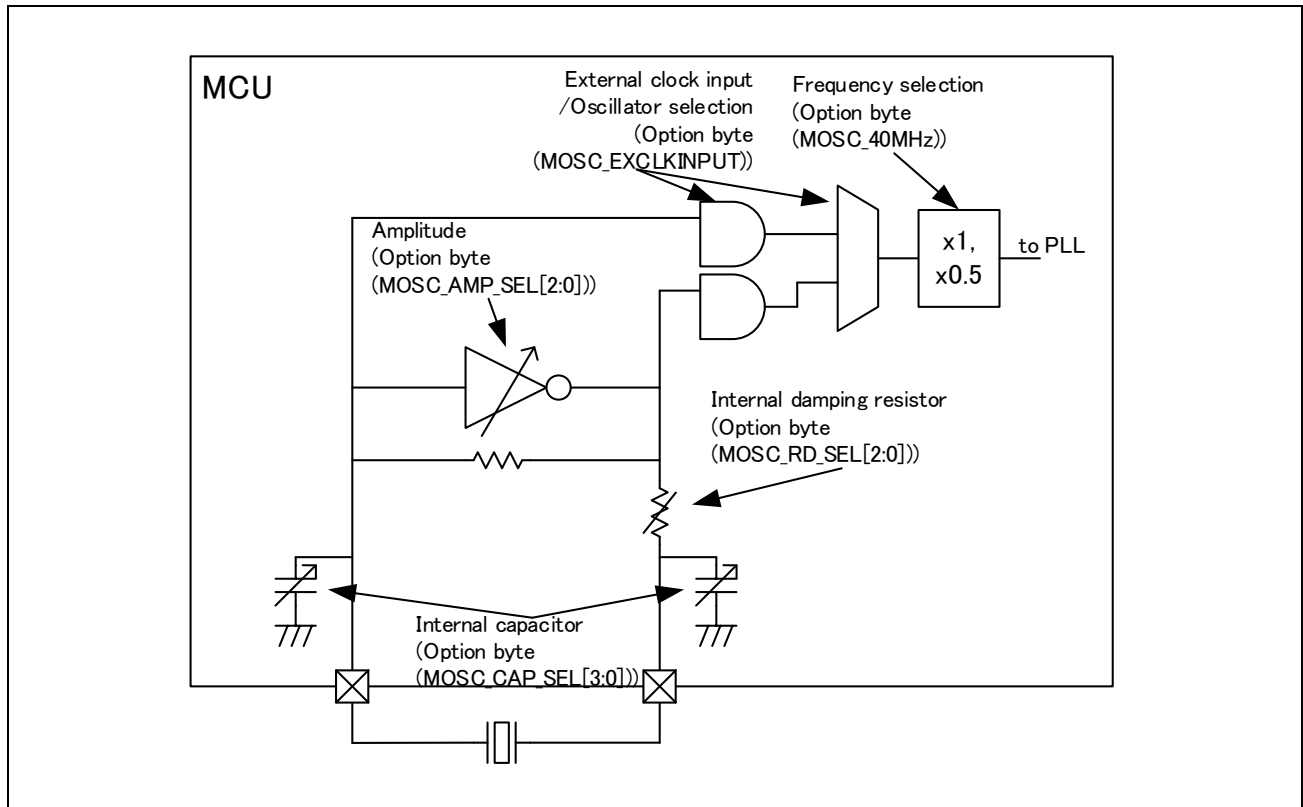 MCU
External clock input
/Oscillator selection
(Option byte
(MOSC_EXCLKINPUT))
Frequency selection
(Option byte
(MOSC_40MHz))
Amplitude
(Option byte
(MOSC_AMP_SEL[2:0]))
x1,
x0.5
to PLL
Internal damping resistor
(Option byte
(MOSC_RD_SEL[2:0]))
Internal capacitor
(Option byte
(MOSC_CAP_SEL[3:0]))